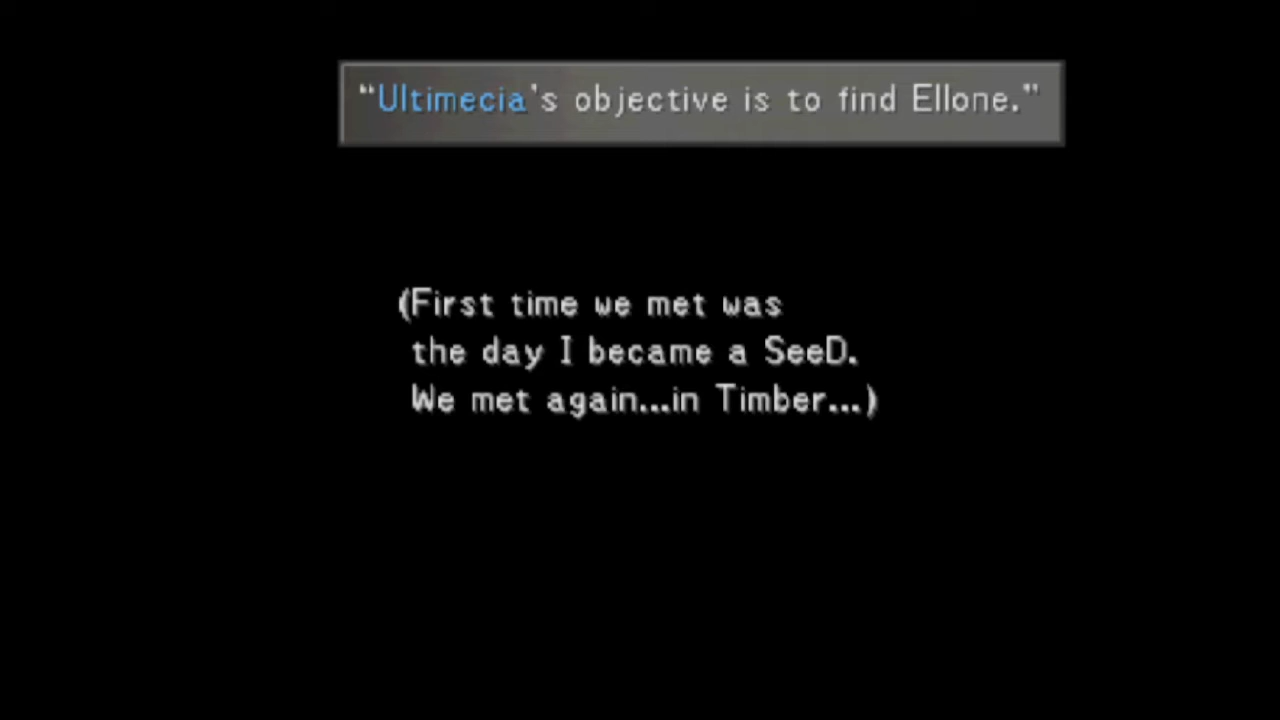 “Ultimecia's objective is to find Ellone.”
(First time we met was
the day I became a SeeD.
We met again...in Timber...)